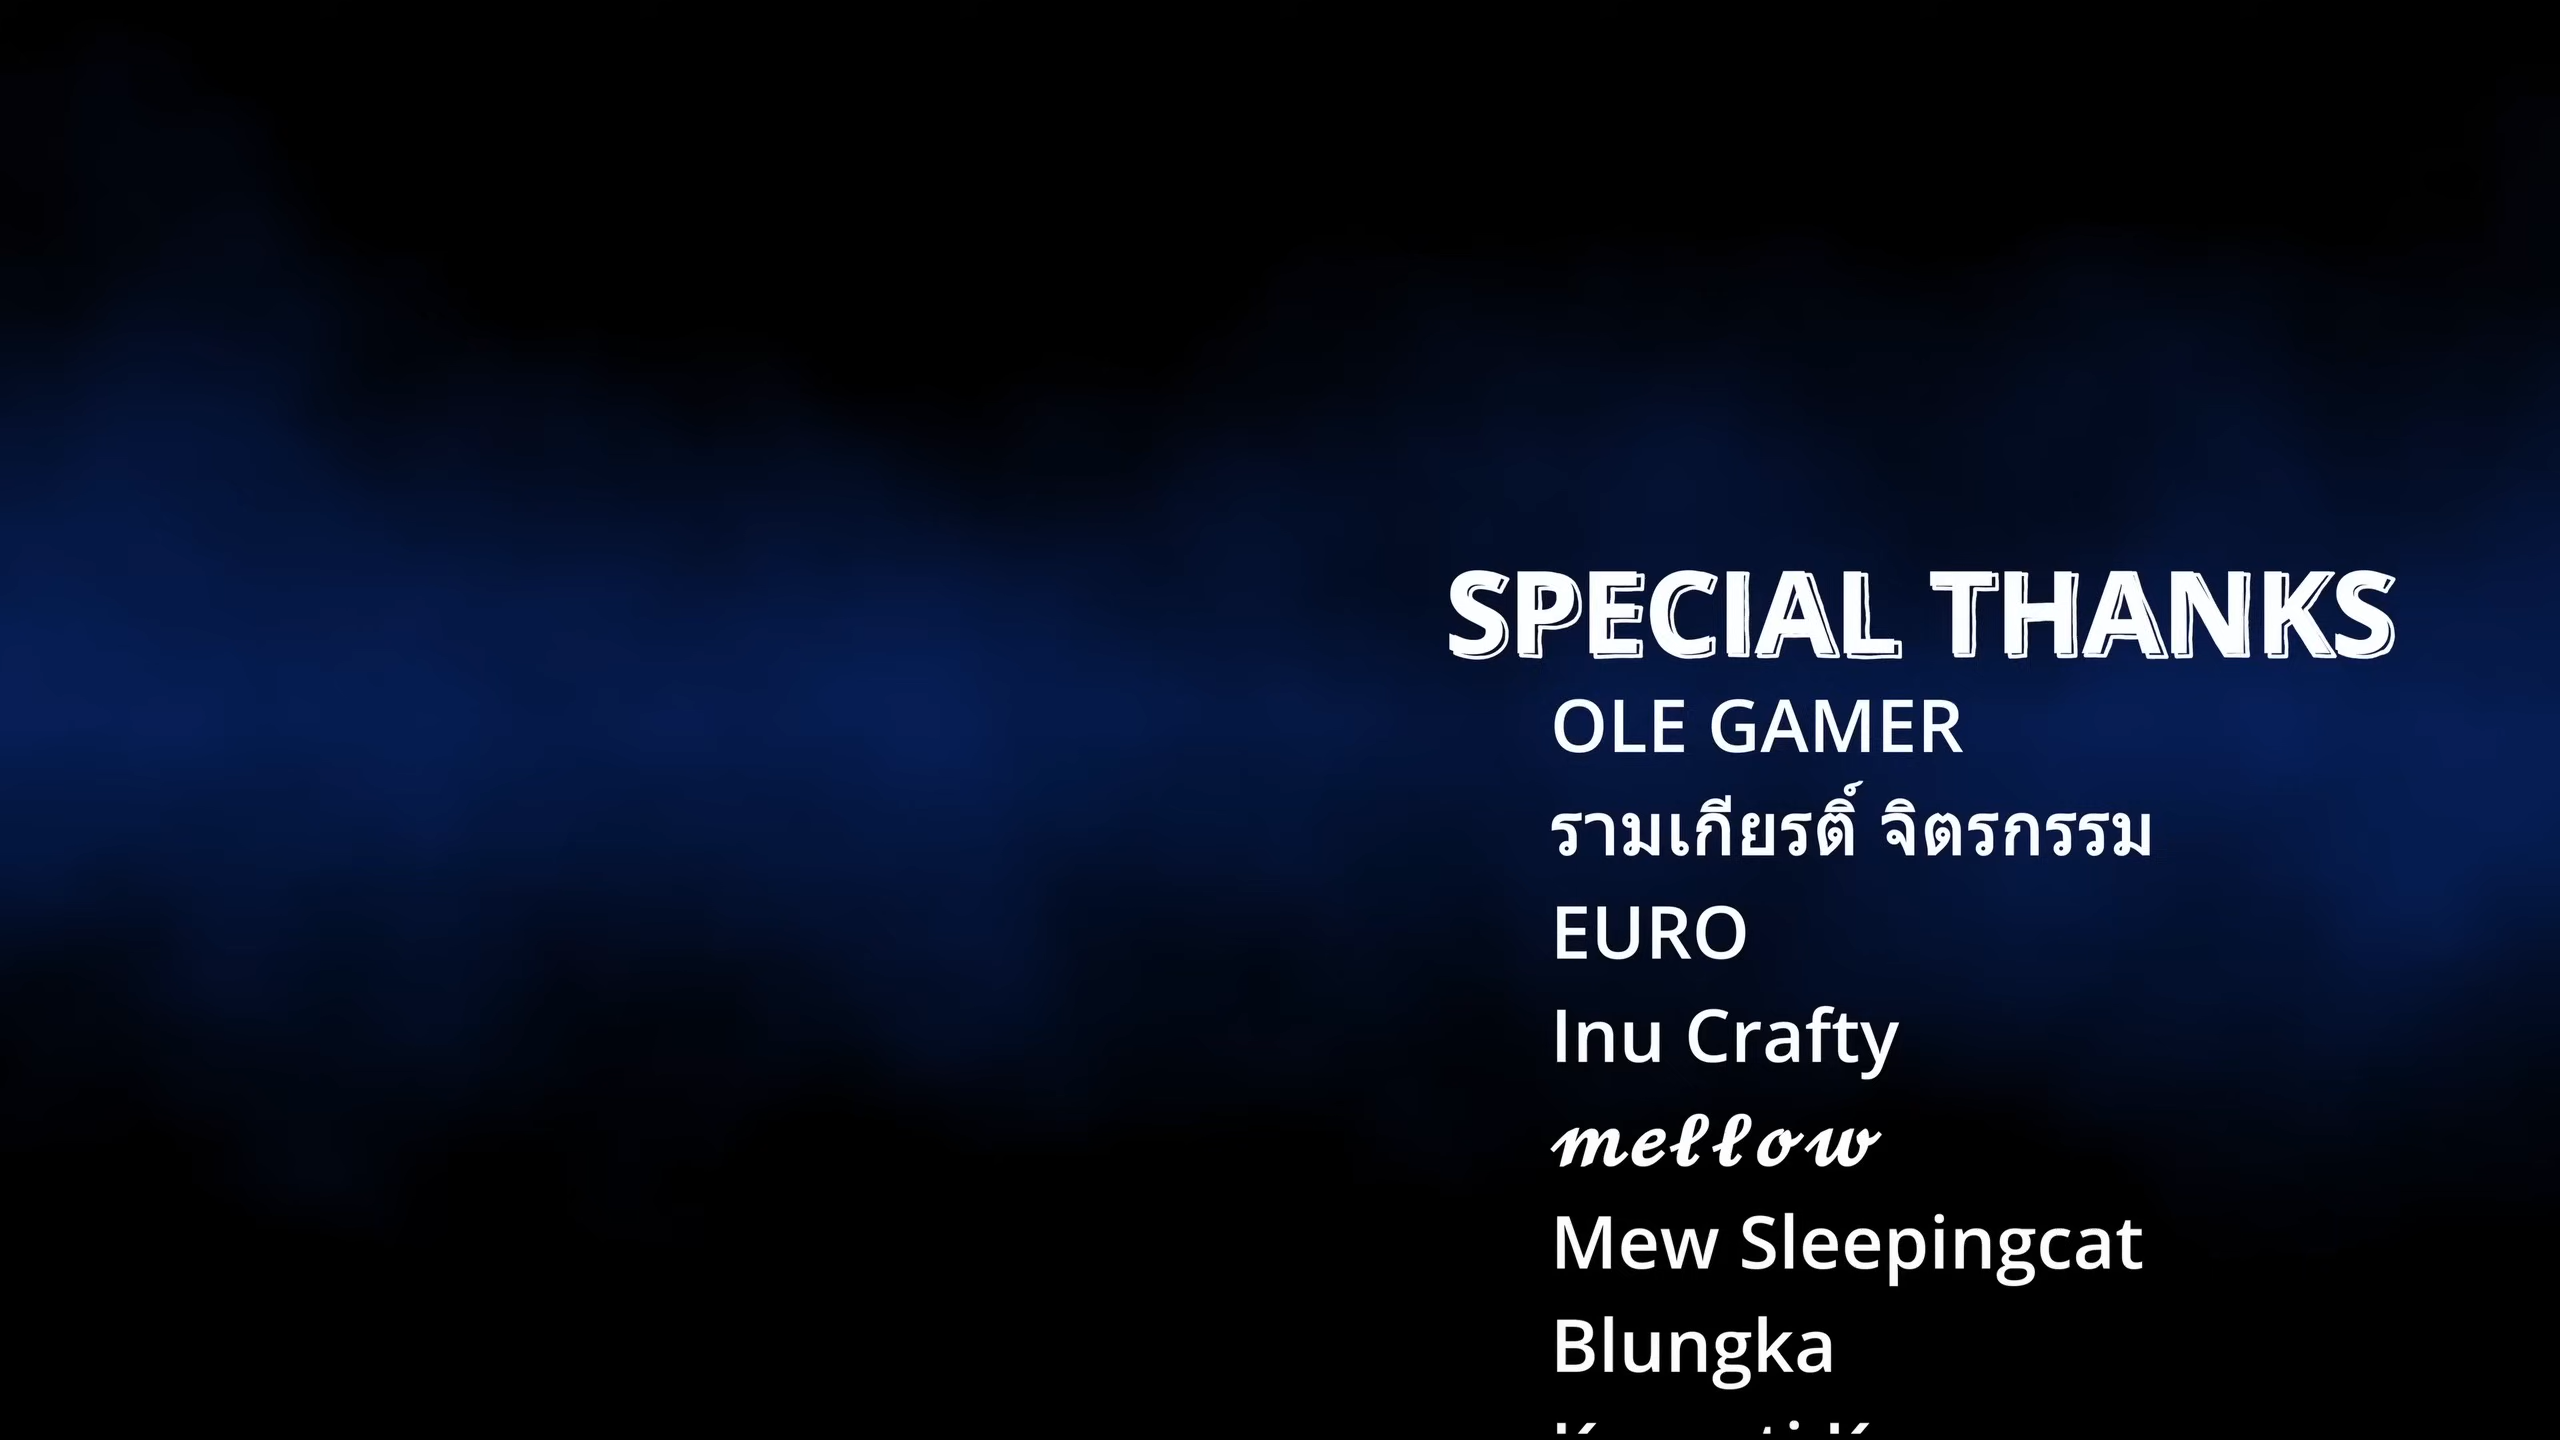 SPECIAL THANKS
OLE GAMER
รามเกียรติ์ จิตรกรรม
EURO
Inu Crafty
𝓶𝓮𝓵𝓵𝓸𝔀
Mew Sleepingcat
Blungka